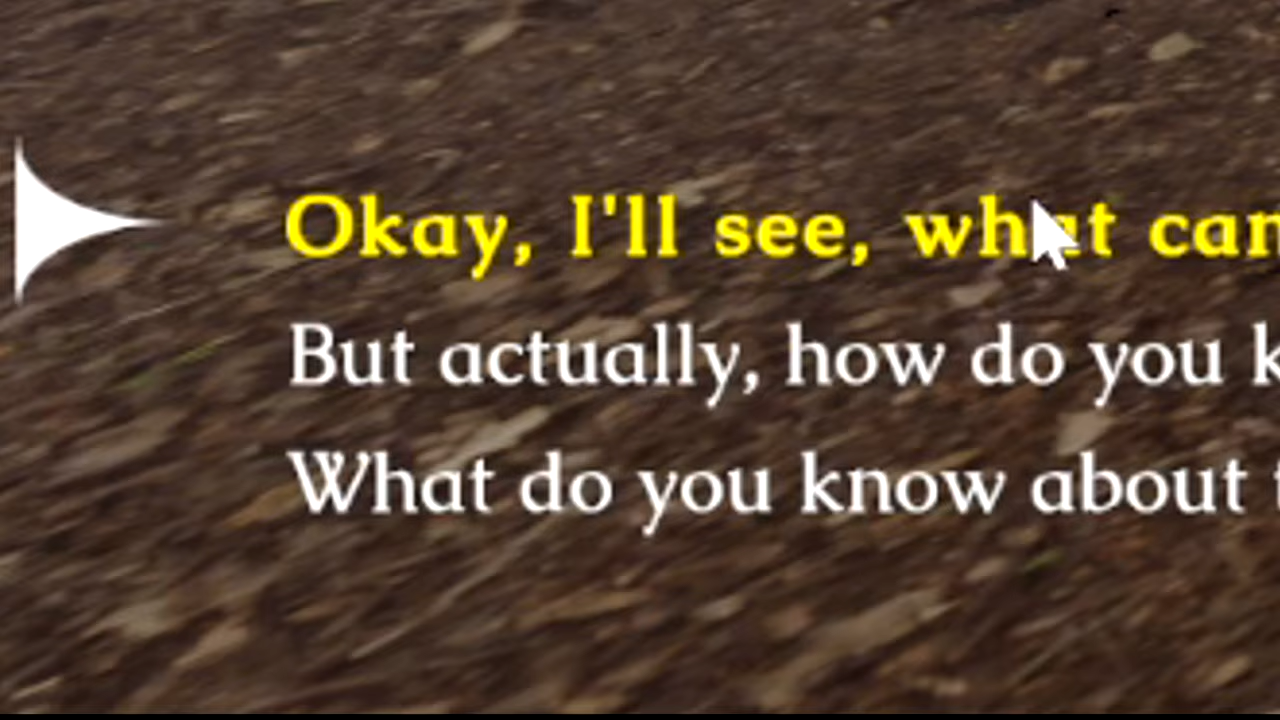 Okay, I'll see, what can
But actually, how do you
What do you know about